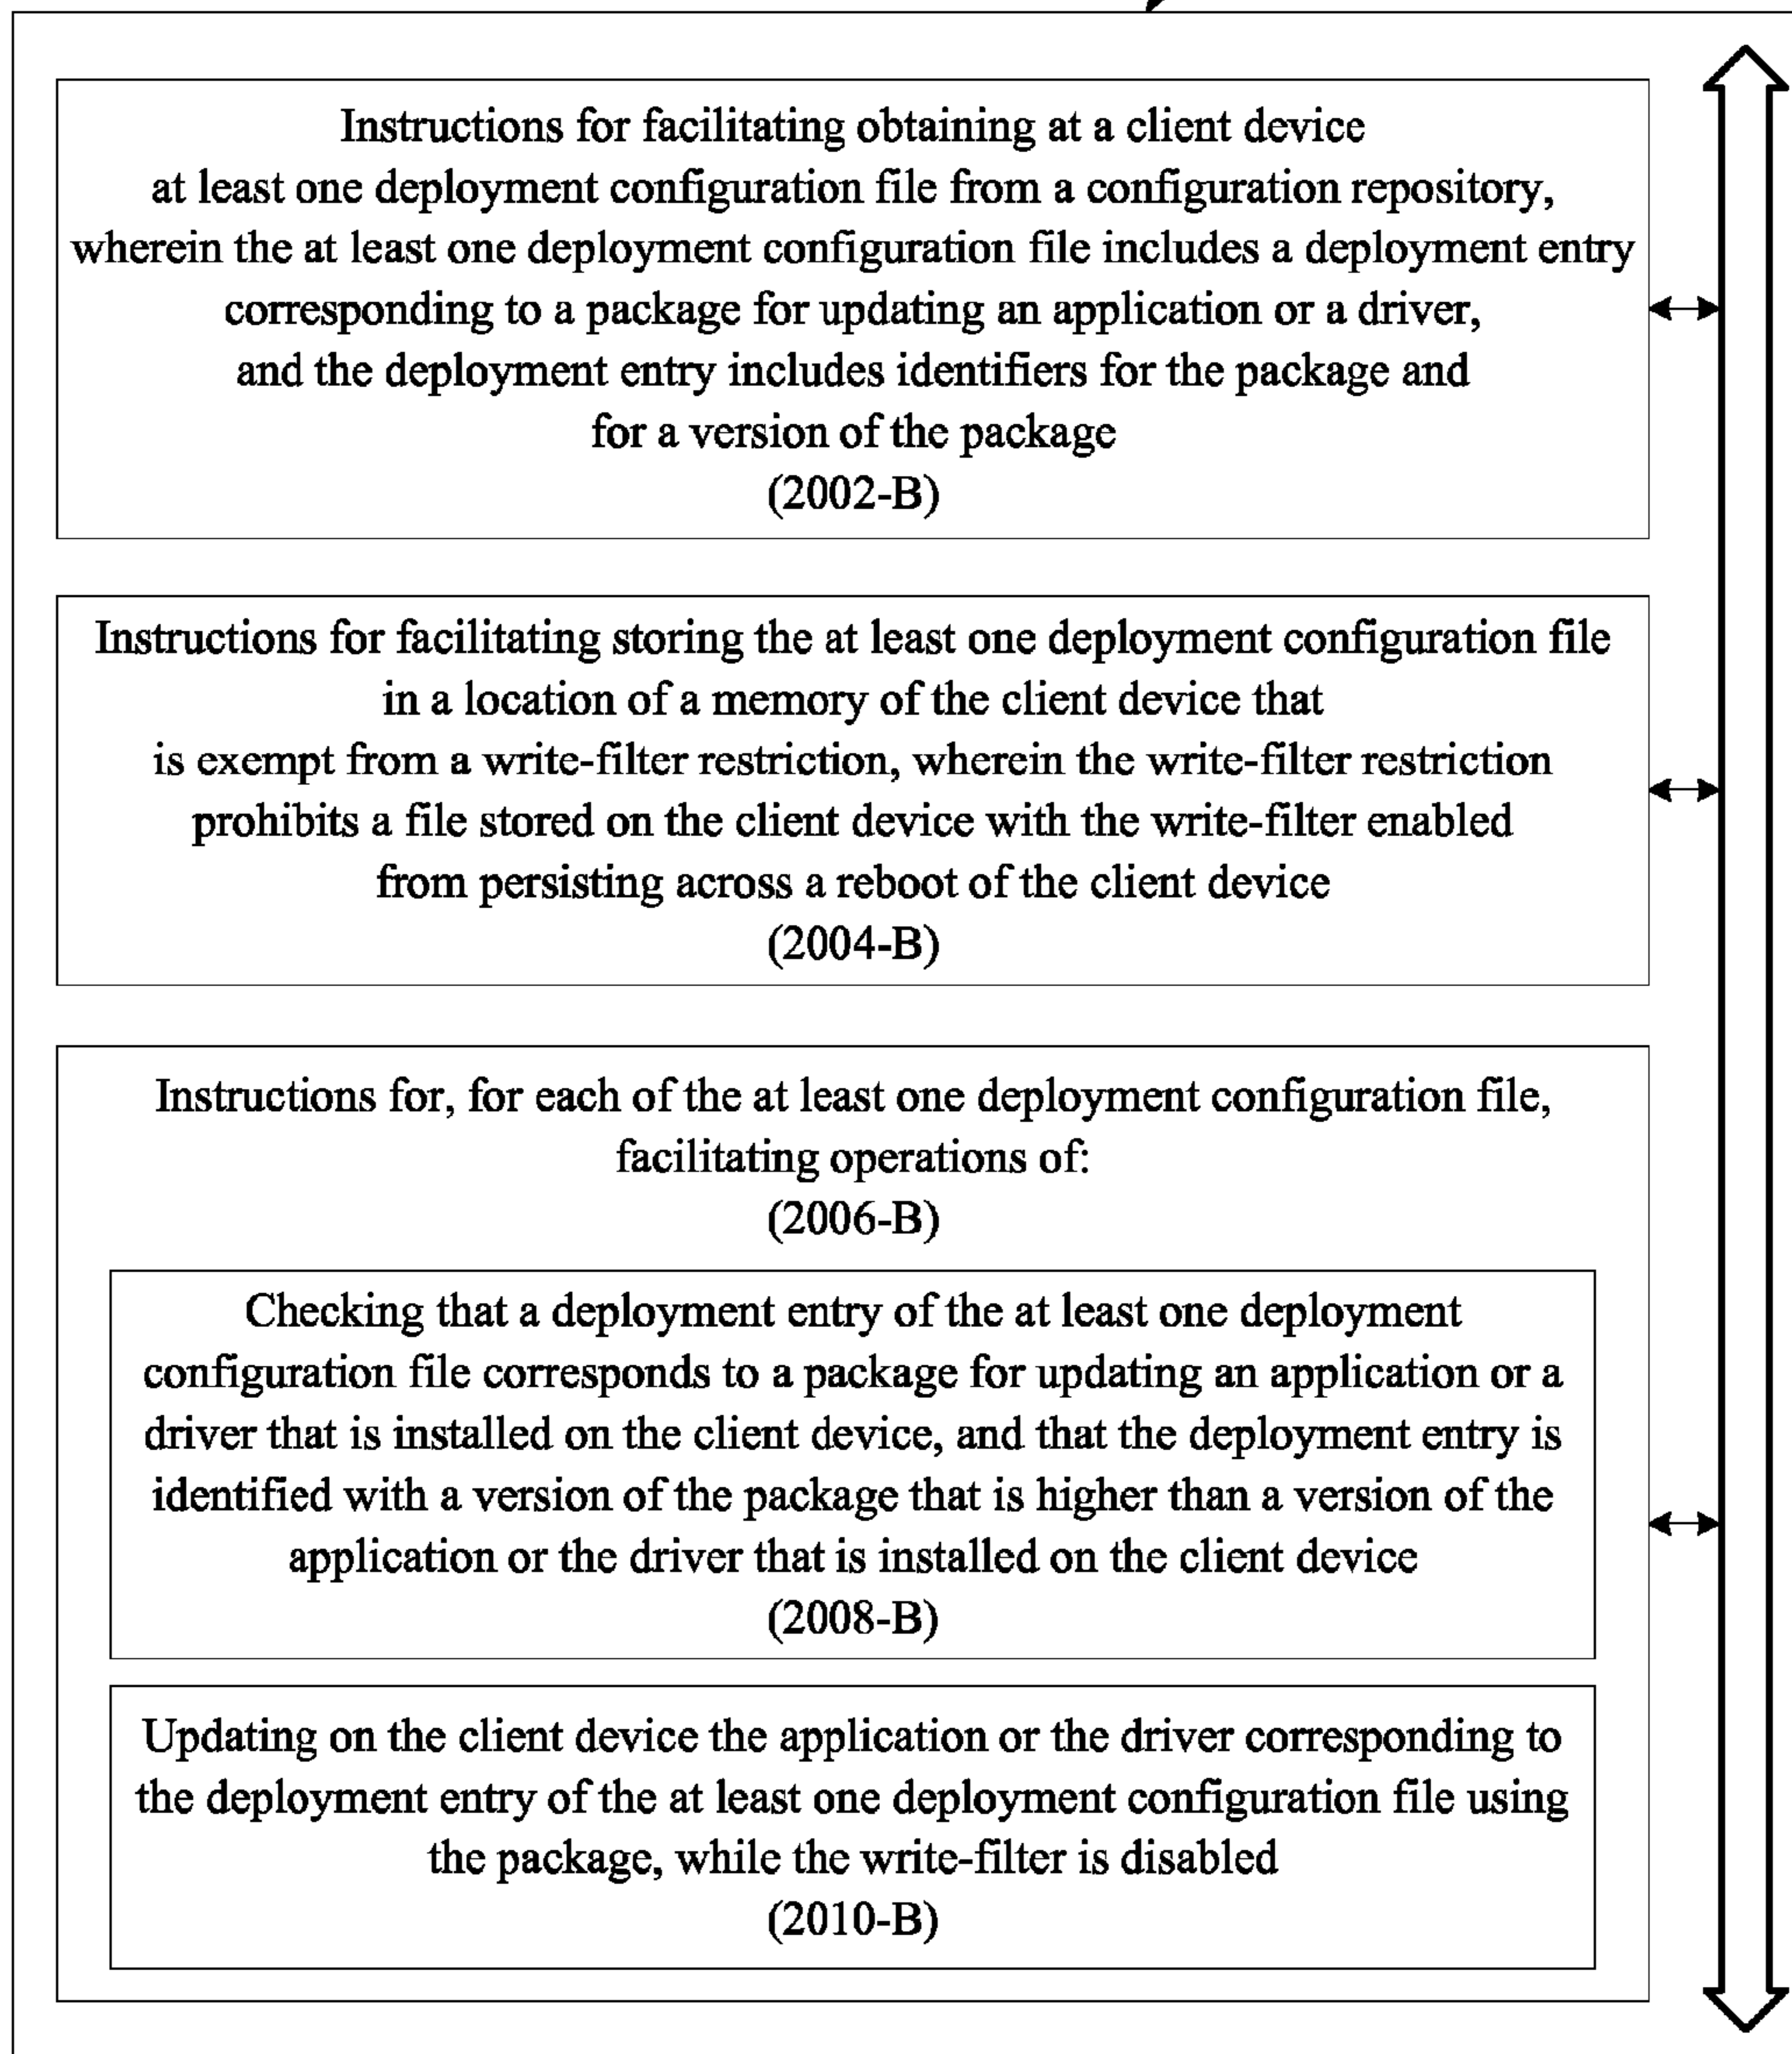 Instructions for facilitating obtaining at a client device
at least one deployment configuration file from a configuration repository,
wherein the at least one deployment configuration file includes a deployment entry
corresponding to a package for updating an application or a driver,
and the deployment entry includes identifiers for the package and
for a version of the package
(2002-B)
Instructions for facilitating storing the at least one deployment configuration file
in a location of a memory of the client device that
is exempt from a write-filter restriction, wherein the write-filter restriction
prohibits a file stored on the client device with the write-filter enabled
from persisting across a reboot of the client device
(2004-B)
Instructions for, for each of the at least one deployment configuration file,
facilitating operations of:
(2006-B)
Checking that a deployment entry of the at least one deployment
configuration file corresponds to a package for updating an application or a
driver that is installed on the client device, and that the deployment entry is
identified with a version of the package that is higher than a version of the
application or the driver that is installed on the client device
(2008-B)
Updating on the client device the application or the driver corresponding to
the deployment entry of the at least one deployment configuration file using
the package, while the write-filter is disabled
(2010-B)